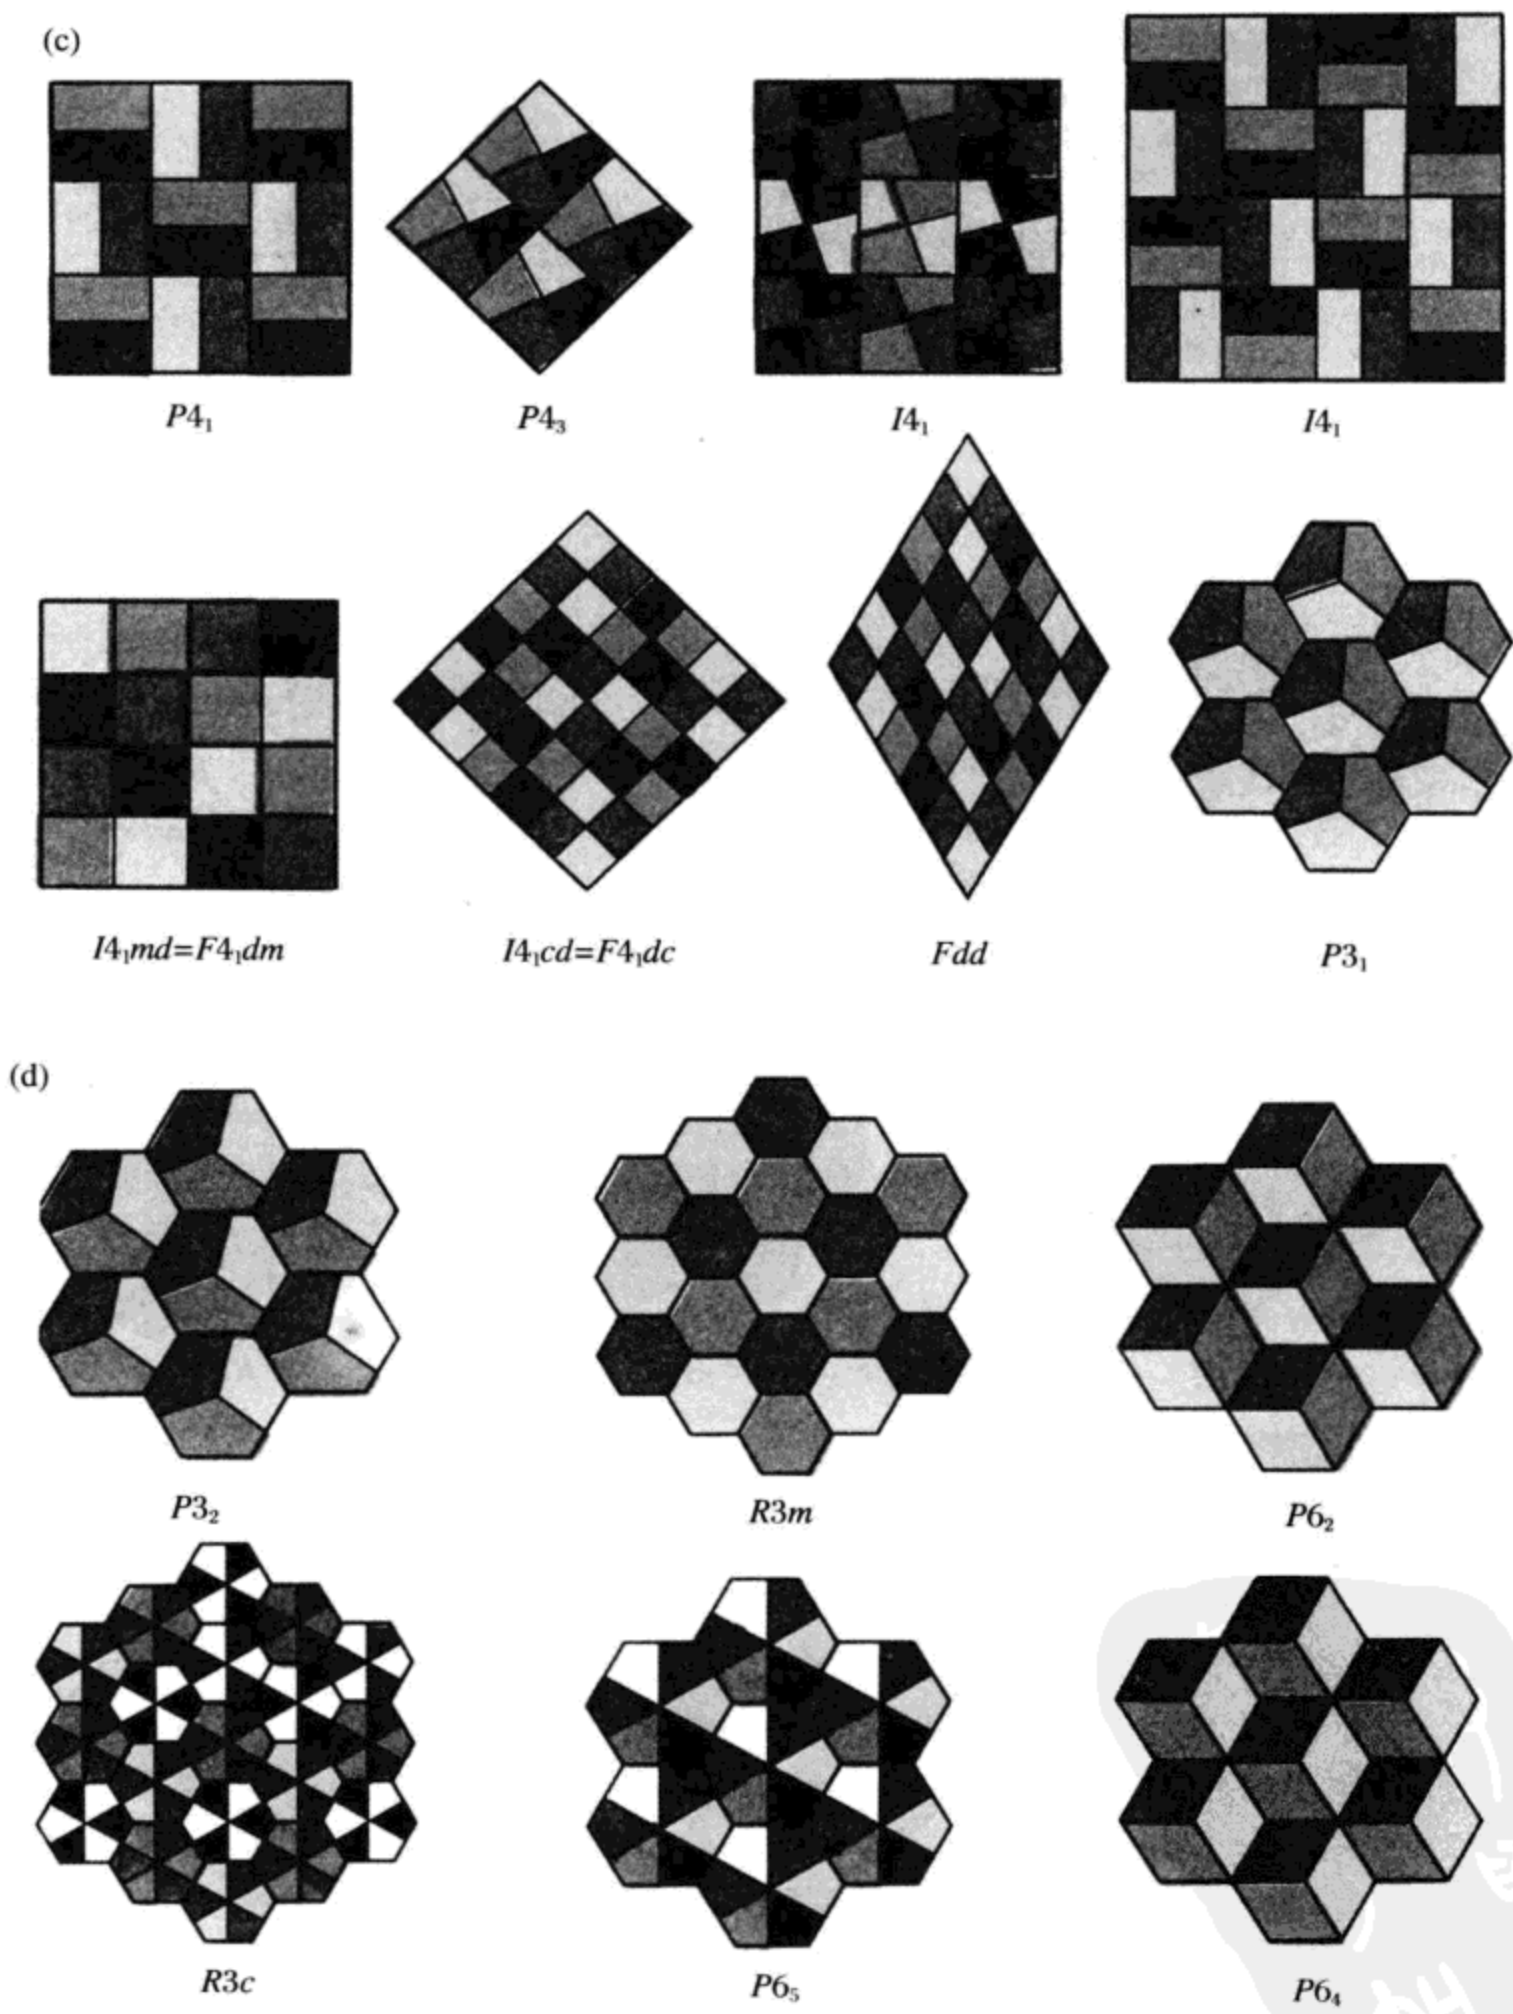 (c)
P4₁ P4₃ I4₁ I4₁
I4₁md=F4₁dm I4₁cd=F4₁dc Fdd P3₁
(d)
P3₂ R3m P6₂
R3c P6₅ P6₄